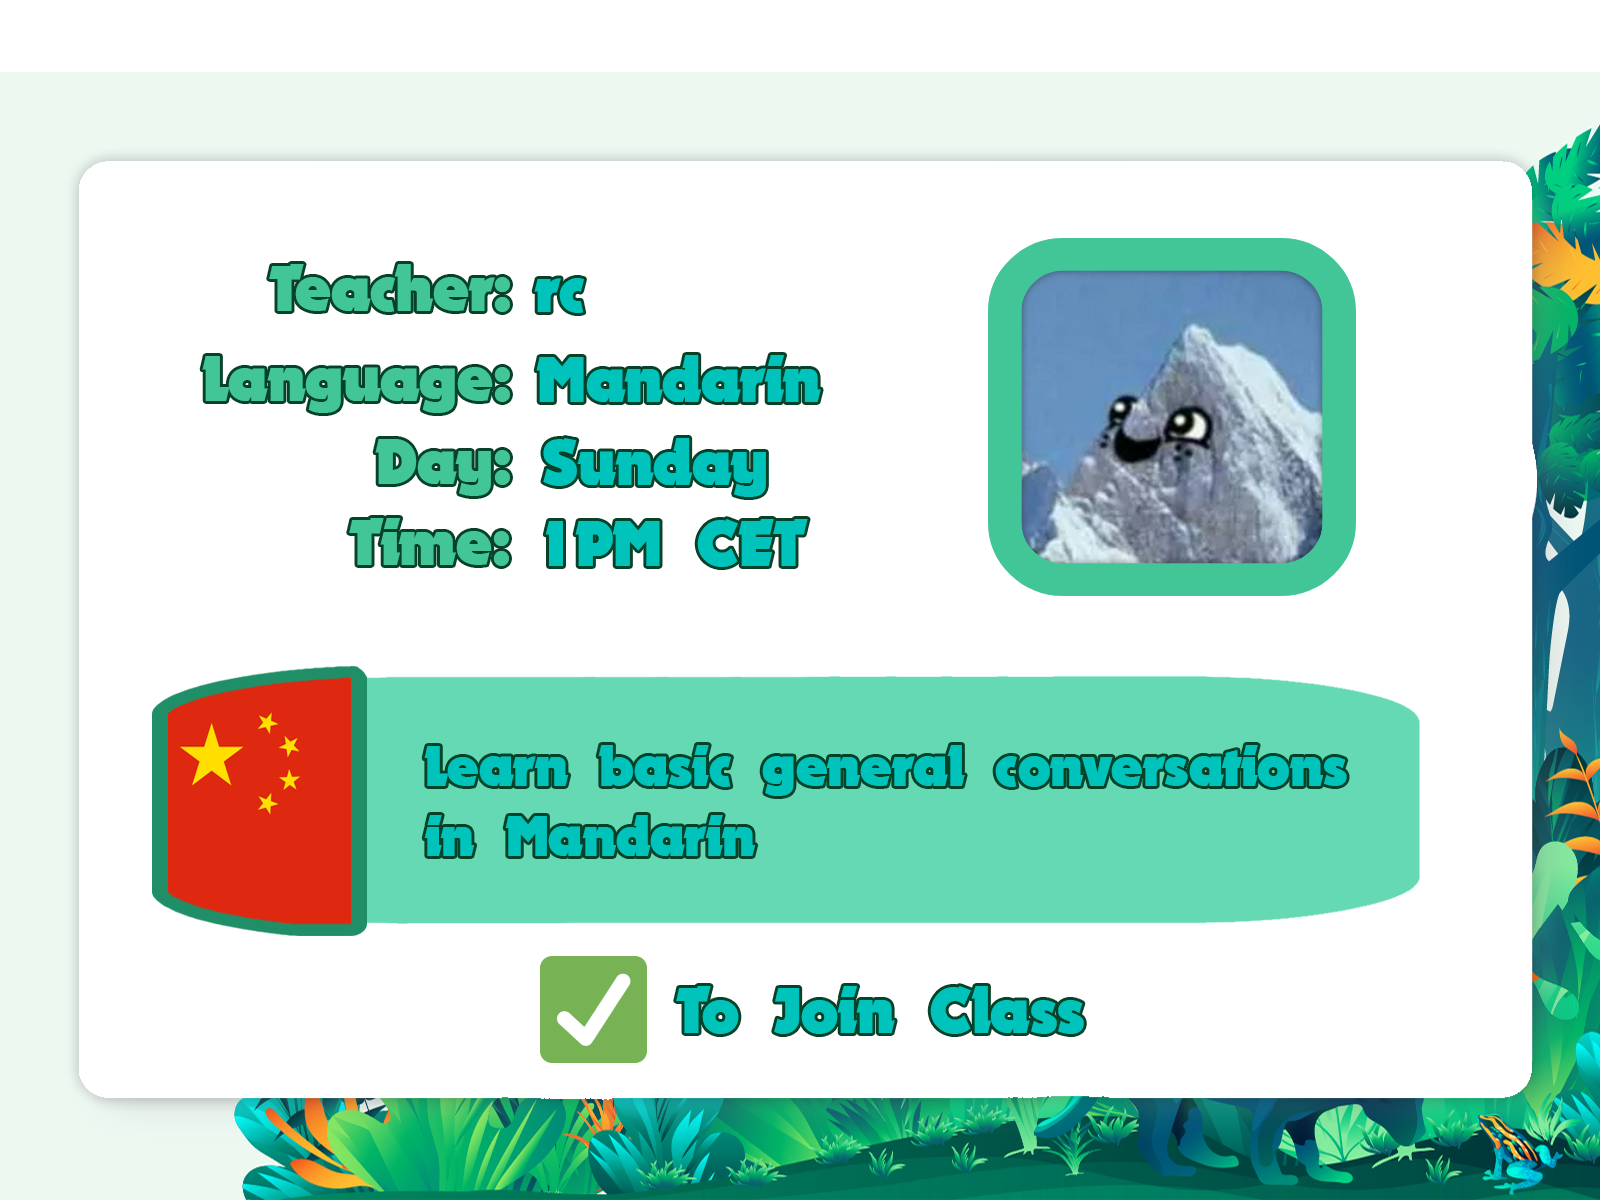 Teacher: rc
Language: Mandarin
Day: Sunday
Time: 1PM CET
Learn basic general conversations
in Mandarin
To Join Class